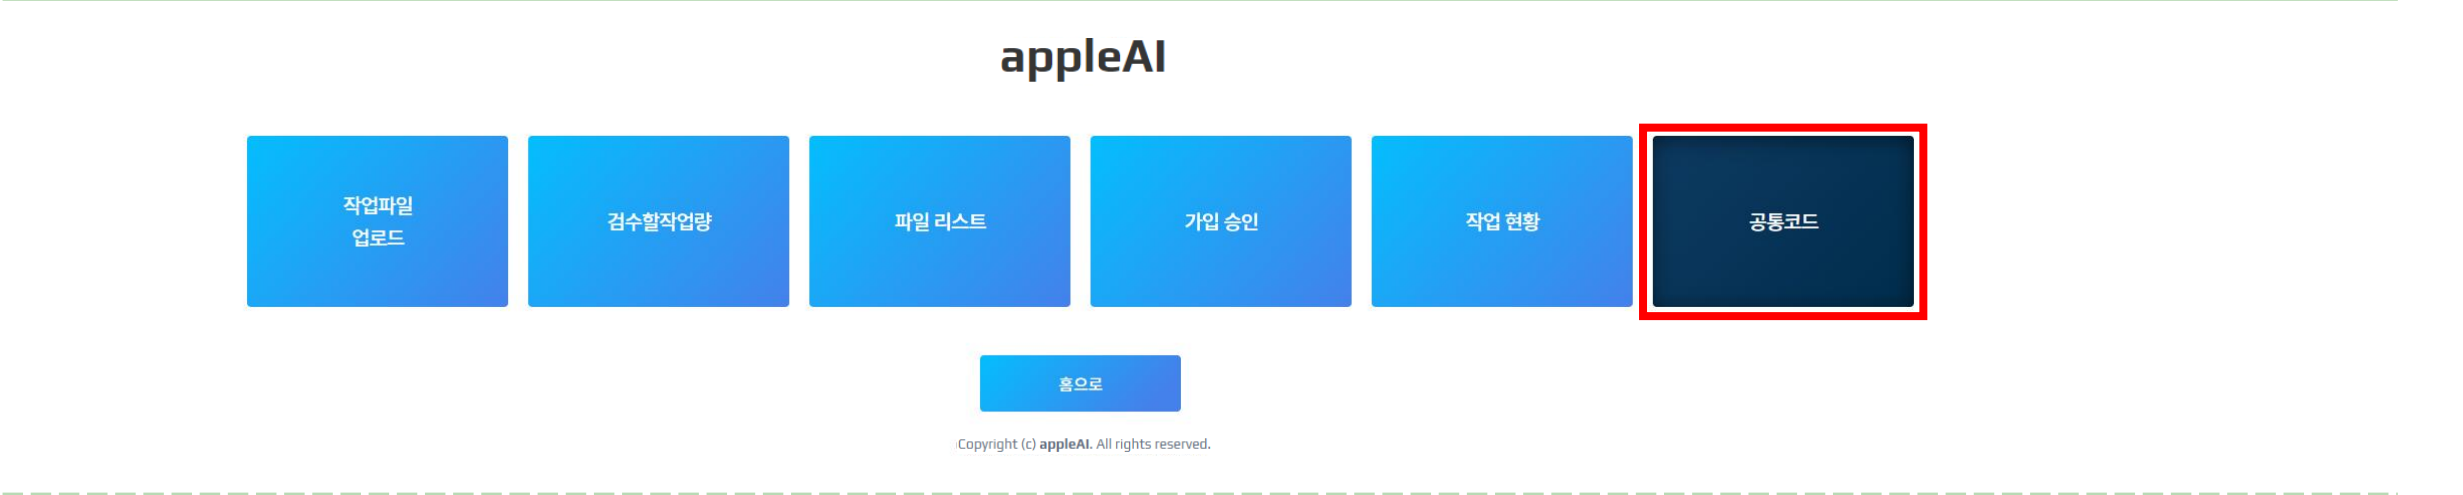 appleAI
작업파일
업로드
검수할작업량
파일 리스트
가입 승인
작업 현황
공통코드
홈으로
Copyright (c) appleAI. All rights reserved.